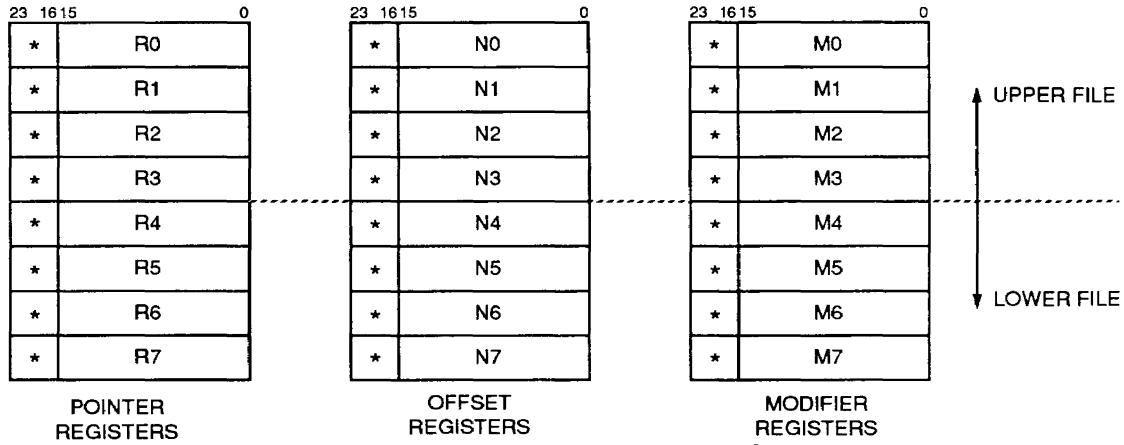 23 16 15 0
23 16 15 0
23 16 15 0
* R0
* N0
* M0
* R1
* N1
* M1
UPPER FILE
* R2
* N2
* M2
* R3
* N3
* M3
* R4
* N4
* M4
* R5
* N5
* M5
LOWER FILE
* R6
* N6
* M6
* R7
* N7
* M7
POINTER
REGISTERS
OFFSET
REGISTERS
MODIFIER
REGISTERS